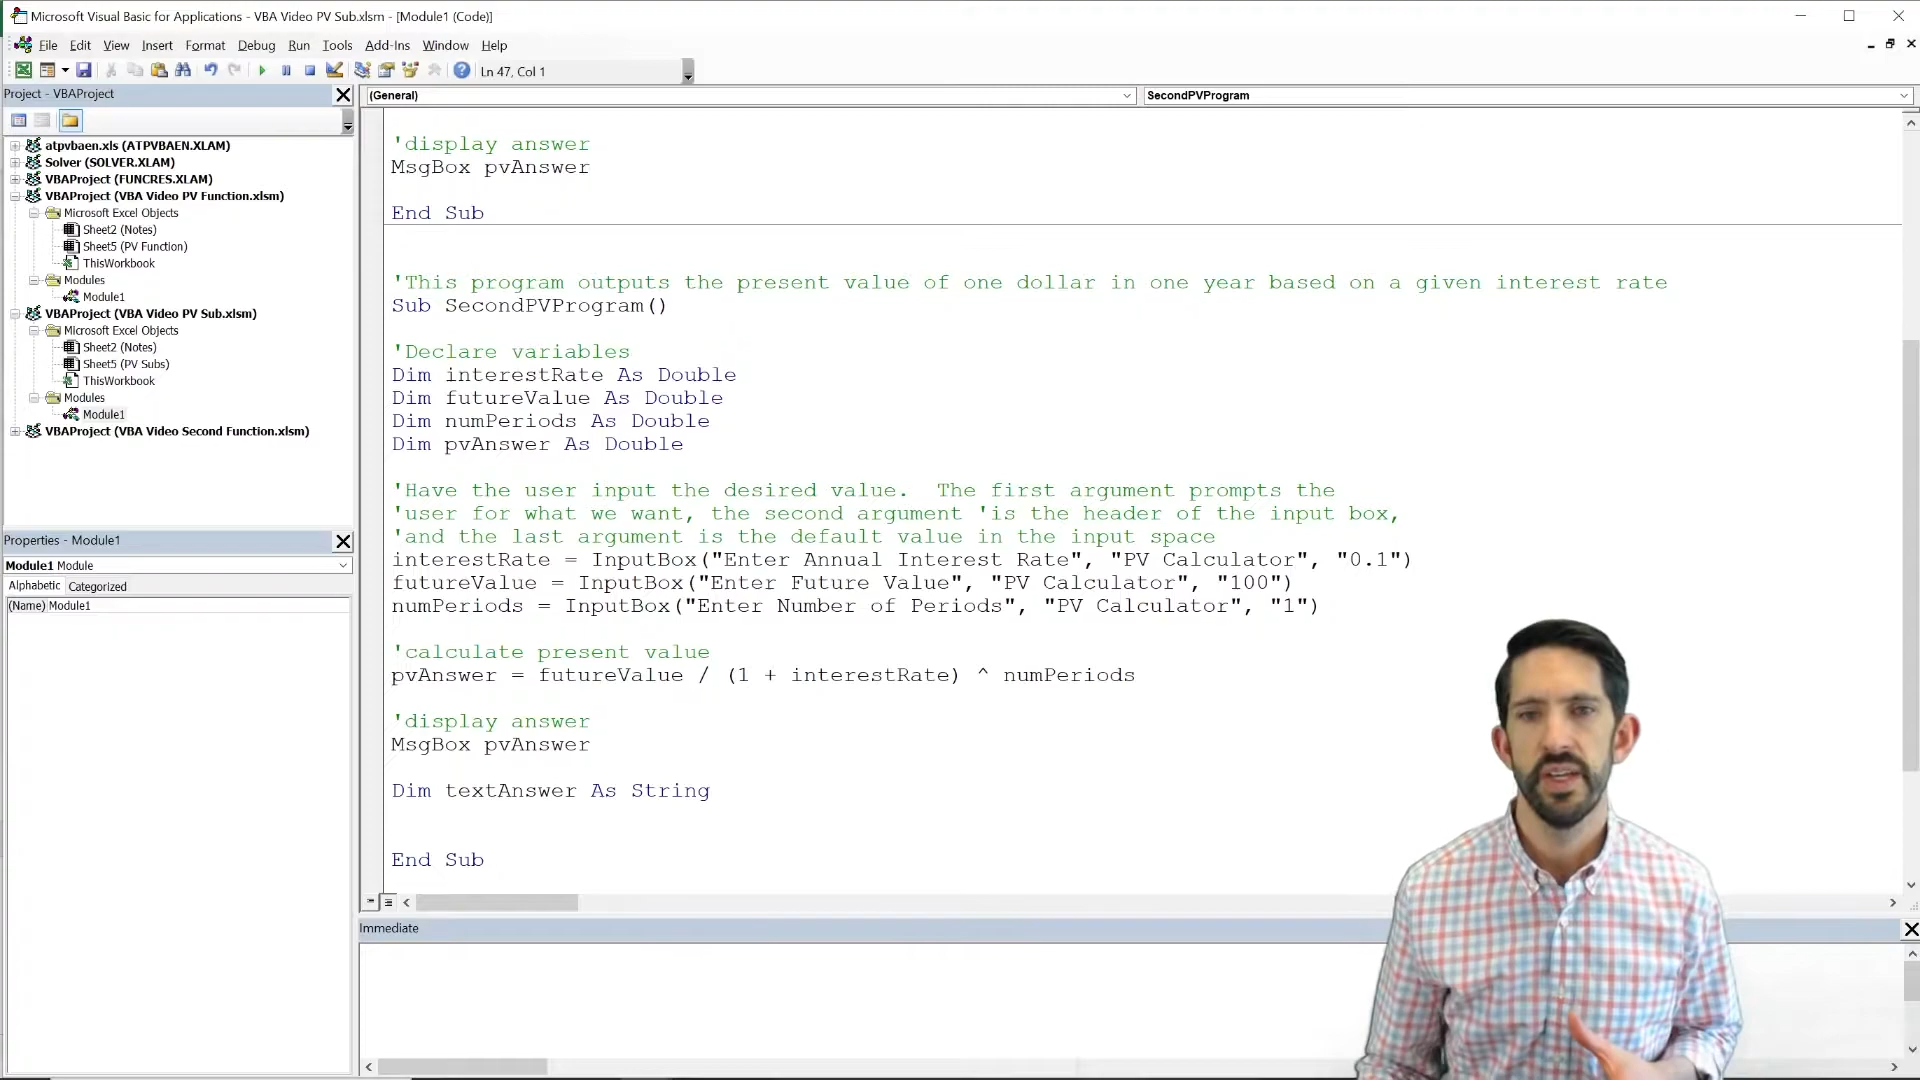 Microsoft Visual Basic for Applications - VBA Video PV Sub.xlsm - [Module1 (Code)]
File Edit View Insert Format Debug Run Tools Add-Ins Window Help
Ln 47, Col 1
Project - VBAProject
atpvbaen.xls (ATPVBAEN.XLAM)
Solver (SOLVER.XLAM)
VBAProject (FUNCRES.XLAM)
VBAProject (VBA Video PV Function.xlsm)
Microsoft Excel Objects
Sheet2 (Notes)
Sheet5 (PV Function)
ThisWorkbook
Modules
Module1
VBAProject (VBA Video PV Sub.xlsm)
Microsoft Excel Objects
Sheet2 (Notes)
Sheet5 (PV Subs)
ThisWorkbook
Modules
Module1
VBAProject (VBA Video Second Function.xlsm)
Properties - Module1
Module1 Module
Alphabetic Categorized
(Name) Module1
(General)
SecondPVProgram
'display answer
MsgBox pvAnswer
End Sub
'This program outputs the present value of one dollar in one year based on a given interest rate
Sub SecondPVProgram()
'Declare variables
Dim interestRate As Double
Dim futureValue As Double
Dim numPeriods As Double
Dim pvAnswer As Double
'Have the user input the desired value.  The first argument prompts the
'user for what we want, the second argument 'is the header of the input box,
'and the last argument is the default value in the input space
interestRate = InputBox("Enter Annual Interest Rate", "PV Calculator", "0.1")
futureValue = InputBox("Enter Future Value", "PV Calculator", "100")
numPeriods = InputBox("Enter Number of Periods", "PV Calculator", "1")
'calculate present value
pvAnswer = futureValue / (1 + interestRate) ^ numPeriods
'display answer
MsgBox pvAnswer
Dim textAnswer As String
End Sub
Immediate